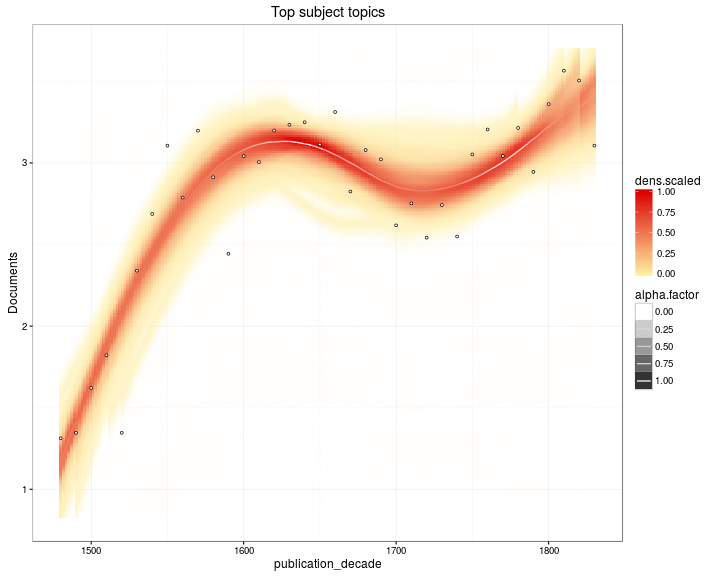 Top subject topics
Documents
3
2
1
1500 1600 1700 1800
publication_decade
dens.scaled
1.00
0.75
0.50
0.25
0.00
alpha.factor
0.00
0.25
0.50
0.75
1.00